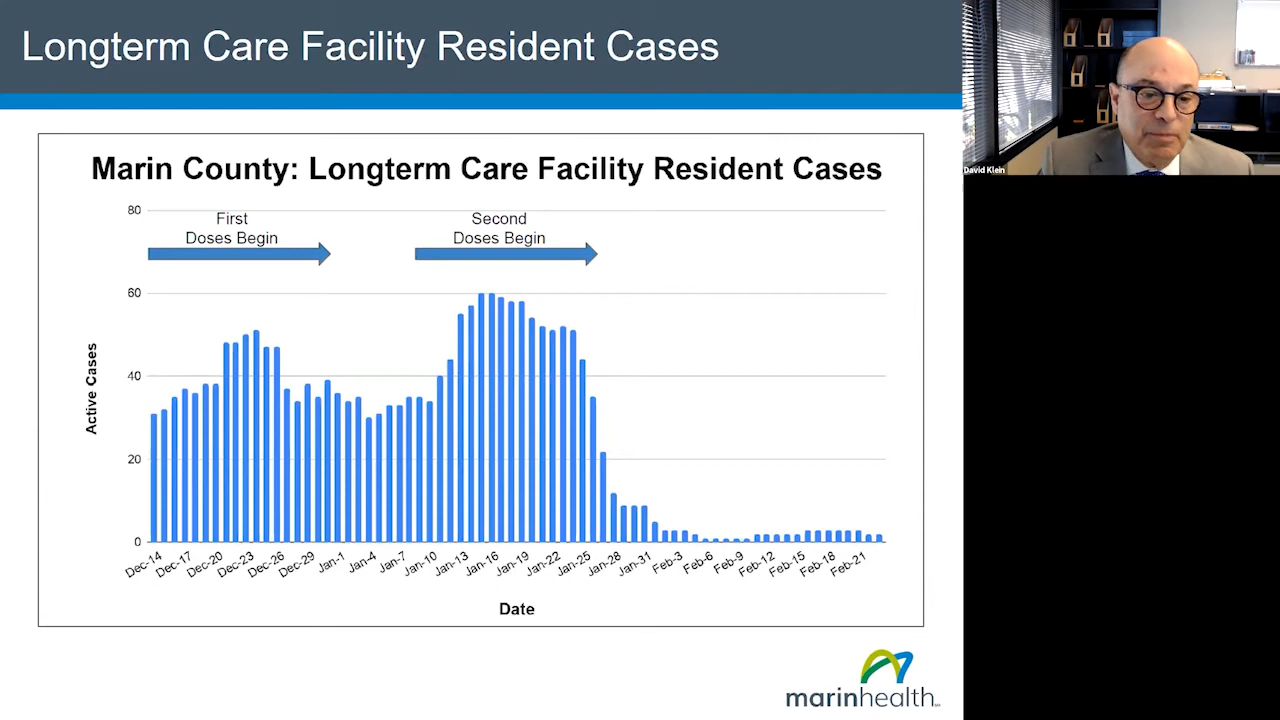 Longterm Care Facility Resident Cases
David Klein
Marin County: Longterm Care Facility Resident Cases
80
First
Doses Begin
Second
Doses Begin
60
40
20
0
Active Cases
Dec-14
Dec-17
Dec-20
Dec-23
Dec-26
Dec-29
Jan-1
Jan-4
Jan-7
Jan-10
Jan-13
Jan-16
Jan-19
Jan-22
Jan-25
Jan-28
Jan-31
Feb-3
Feb-6
Feb-9
Feb-12
Feb-15
Feb-18
Feb-21
Date
marinhealth